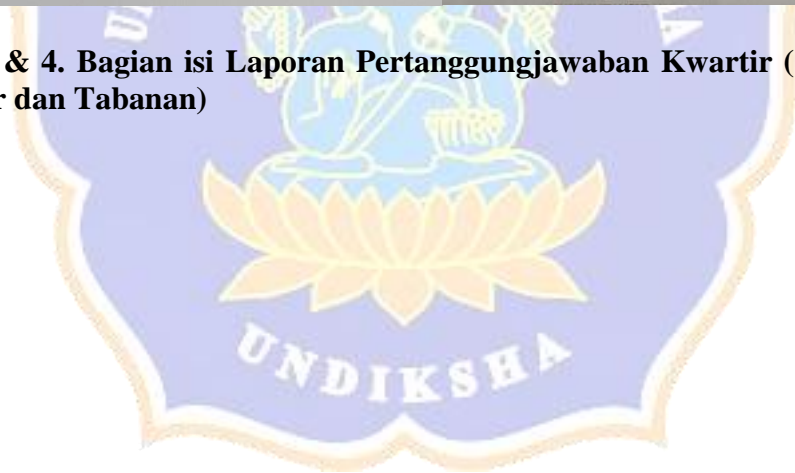 & 4. Bagian isi Laporan Pertanggungjawaban Kwartir (
dan Tabanan)
UNDIKSHA